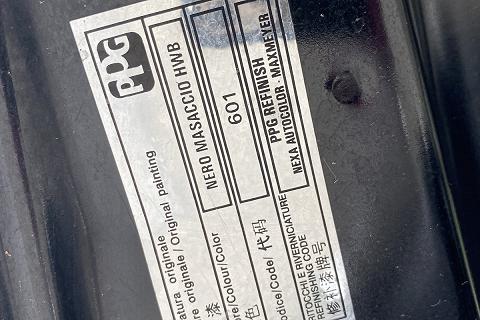 PPG
atura originale
re originale / Original painting
漆
re/Colour/Color
NERO MASACCIO HWB
色
odice/Code/代码
601
RITOCCHI E RIVERNICIATURE
REFINISHING CODE
修补漆牌号
PPG REFINISH
NEXA AUTOCOLOR - MAXMEYER